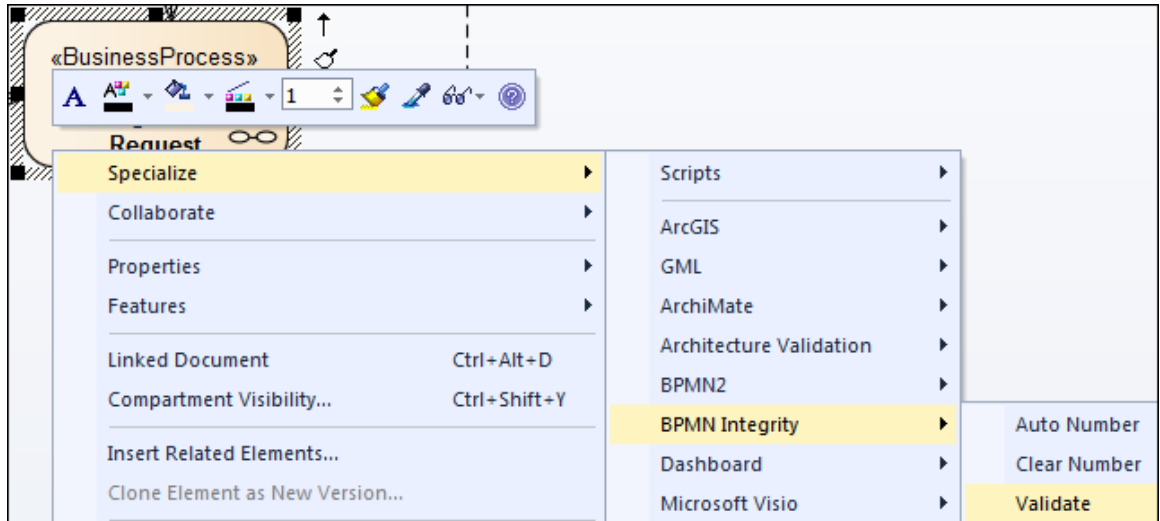 «BusinessProcess»
A A 1
Request
Specialize
Collaborate
Properties
Features
Linked Document Ctrl+Alt+D
Compartment Visibility... Ctrl+Shift+Y
Insert Related Elements...
Clone Element as New Version...
Scripts
ArcGIS
GML
ArchiMate
Architecture Validation
BPMN2
BPMN Integrity
Dashboard
Microsoft Visio
Auto Number
Clear Number
Validate